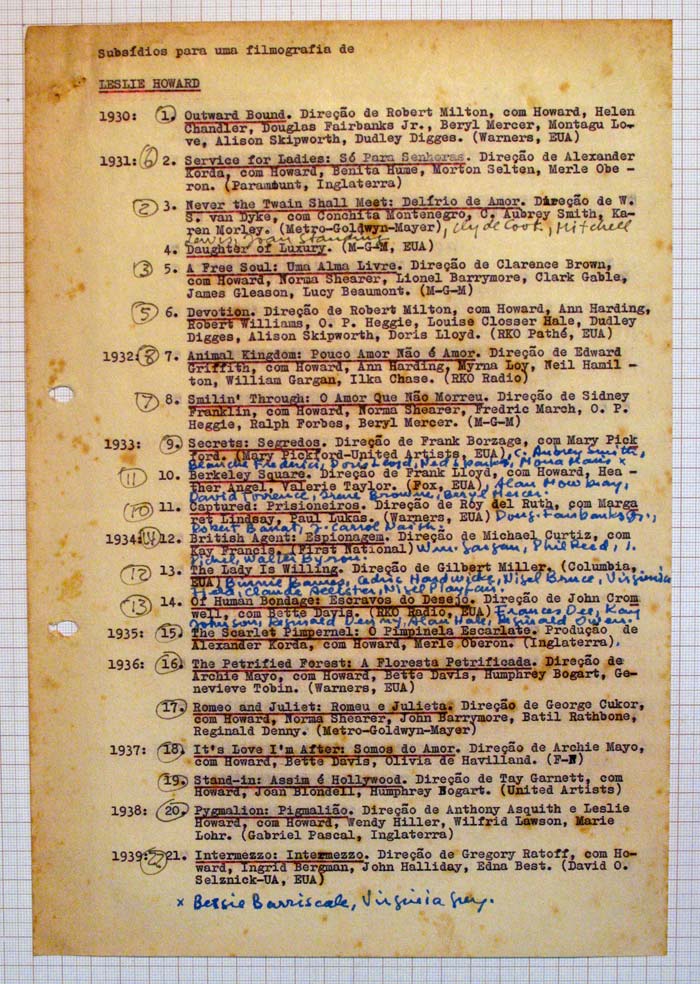 Subsídios para uma filmografia de
LESLIE HOWARD
1930: 1. Outward Bound. Direção de Robert Milton, com Howard, Helen
Chandler, Douglas Fairbanks Jr., Beryl Mercer, Montagu Lo-
ve, Alison Skipworth, Dudley Digges. (Warners, EUA)
1931: 6 2. Service for Ladies: Só Para Senhoras. Direção de Alexander
Korda, com Howard, Benita Hume, Morton Selten, Merle Obe -
ron. (Paramount, Inglaterra)
2 3. Never the Twain Shall Meet: Delírio de Amor. Direção de W.
S. van Dyke, com Conchita Montenegro, C. Aubrey Smith, Ka-
ren Morley. (Metro-Goldwyn-Mayer), Clyde Cook, Mitchell
Lewis, Joan Standing
4. Daughter of Luxury. (M-G-M, EUA)
3 5. A Free Soul: Uma Alma Livre. Direção de Clarence Brown,
com Howard, Norma Shearer, Lionel Barrymore, Clark Gable,
James Gleason, Lucy Beaumont. (M-G-M)
5 6. Devotion. Direção de Robert Milton, com Howard, Ann Harding,
Robert Williams, O. P. Heggie, Louise Closser Hale, Dudley
Digges, Alison Skipworth, Doris Lloyd. (RKO Pathé, EUA)
1932: 8 7. Animal Kingdom: Pouco Amor Não é Amor. Direção de Edward
Griffith, com Howard, Ann Harding, Myrna Loy, Neil Hamil -
ton, William Gargan, Ilka Chase. (RKO Radio)
7 8. Smilin' Through: O Amor Que Não Morreu. Direção de Sidney
Franklin, com Howard, Norma Shearer, Fredric March, O. P.
Heggie, Ralph Forbes, Beryl Mercer. (M-G-M)
1933: 9. Secrets: Segredos. Direção de Frank Borzage, com Mary Pick
ford. (Mary Pickford-United Artists, EUA), C. Aubrey Smith,
Blanche Frederici, Doris Lloyd, Ned Sparks, Mona Maris x
11 10. Berkeley Square. Direção de Frank Lloyd, com Howard, Hea -
ther Angel, Valerie Taylor. (Fox, EUA), Alan Mowbray,
David Torrence, Irene Browne, Beryl Mercer.
10 11. Captured: Prisioneiros. Direção de Roy del Ruth, com Marga
ret Lindsay, Paul Lukas. (Warners, EUA) Doug. Fairbanks Jr.,
Robert Barrat, J. Carrol Naish.
1934: 14 12. British Agent: Espionagem. Direção de Michael Curtiz, com
Kay Francis. (First National) Wm. Gargan, Phil Reed, I.
Pichel, Walter Byron.
12 13. The Lady Is Willing. Direção de Gilbert Miller. (Columbia,
EUA) Binnie Barnes, Cedric Hardwicke, Nigel Bruce, Virginia
Field, Claude Allister, Nigel Playfair.
13 14. Of Human Bondage: Escravos do Desejo. Direção de John Crom
well, com Bette Davis. (RKO Radio, EUA) Frances Dee, Kay
Johnson, Reginald Denny, Alan Hale, Reginald Owen.
1935: 15. The Scarlet Pimpernel: O Pimpinela Escarlate. Produção de
Alexander Korda, com Howard, Merle Oberon. (Inglaterra).
1936: 16. The Petrified Forest: A Floresta Petrificada. Direção de
Archie Mayo, com Howard, Bette Davis, Humphrey Bogart, Ge-
nevieve Tobin. (Warners, EUA)
17. Romeo and Juliet: Romeu e Julieta. Direção de George Cukor,
com Howard, Norma Shearer, John Barrymore, Batil Rathbone,
Reginald Denny. (Metro-Goldwyn-Mayer)
1937: 18. It's Love I'm After: Somos do Amor. Direção de Archie Mayo,
com Howard, Bette Davis, Olivia de Havilland. (F-N)
19. Stand-in: Assim é Hollywood. Direção de Tay Garnett, com
Howard, Joan Blondell, Humphrey Bogart. (United Artists)
1938: 20. Pygmalion: Pigmalião. Direção de Anthony Asquith e Leslie
Howard, com Howard, Wendy Hiller, Wilfrid Lawson, Marie
Lohr. (Gabriel Pascal, Inglaterra)
1939: 21. Intermezzo: Intermezzo. Direção de Gregory Ratoff, com Ho-
ward, Ingrid Bergman, John Halliday, Edna Best. (David O.
Selznick-UA, EUA)
x Bessie Barriscale, Virginia Grey.